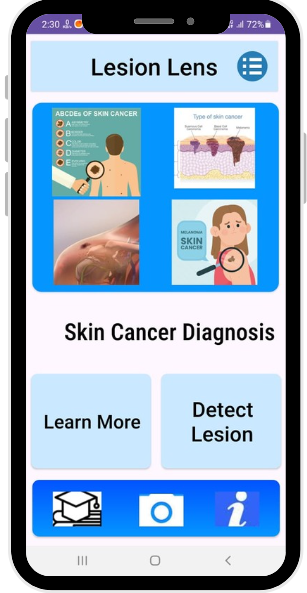 2:30
72%
Lesion Lens
ABCDEs OF SKIN CANCER
A
B
C
D
E
Type of skin cancer
MELANOMA
SKIN
CANCER
Skin Cancer Diagnosis
Learn More
Detect
Lesion